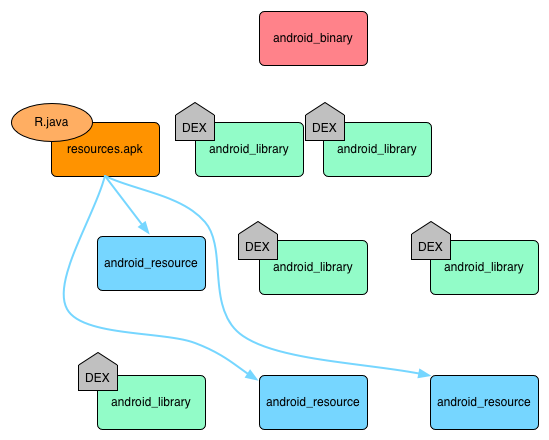 android_binary
R.java
resources.apk
DEX
android_library
DEX
android_library
android_resource
DEX
android_library
DEX
android_library
DEX
android_library
android_resource
android_resource